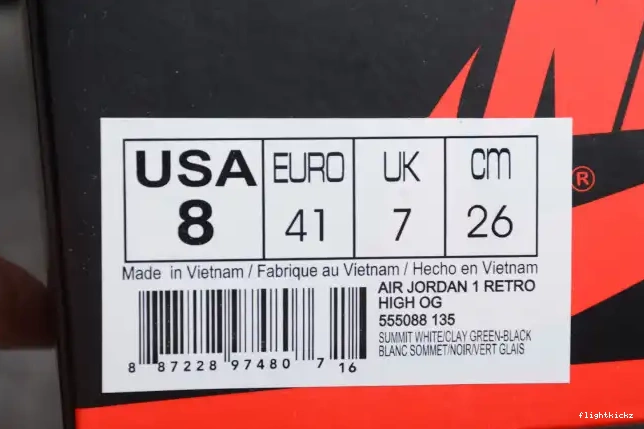 USA EURO UK cm
8 41 7 26
Made in Vietnam / Fabrique au Vietnam / Hecho en Vietnam
AIR JORDAN 1 RETRO
HIGH OG
555088 135
SUMMIT WHITE/CLAY GREEN-BLACK
BLANC SOMMET/NOIR/VERT GLAIS
8 87228 97480 7 16
®
flightkickz